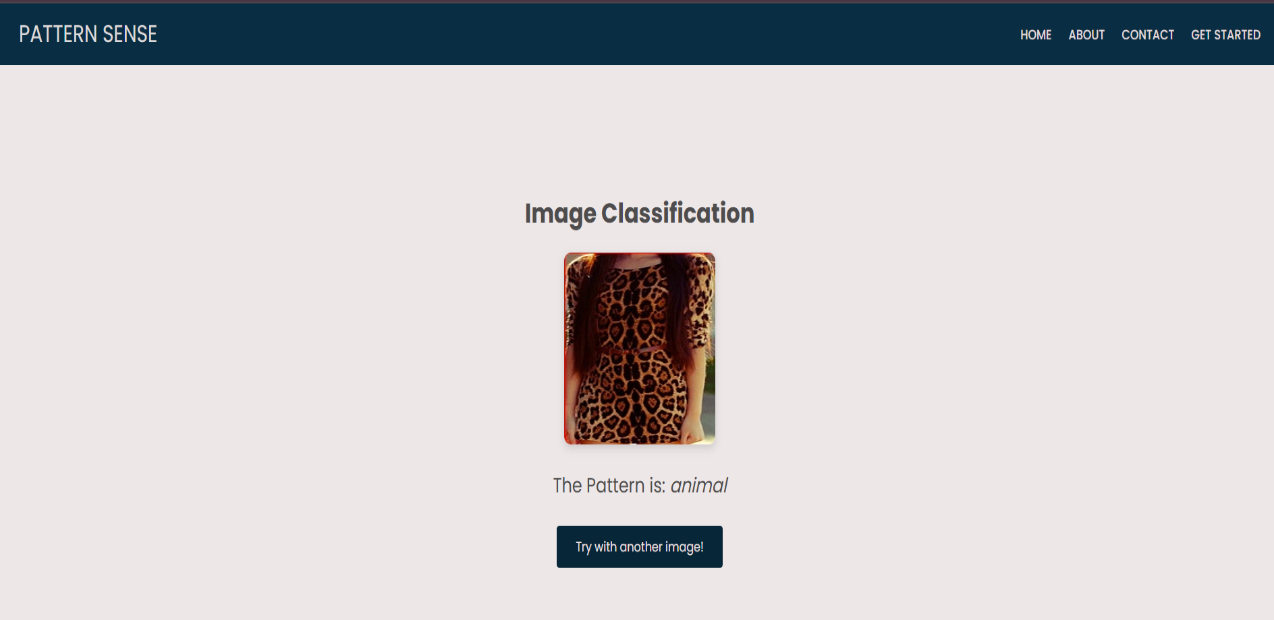 PATTERN SENSE
HOME ABOUT CONTACT GET STARTED
Image Classification
The Pattern is: animal
Try with another image!